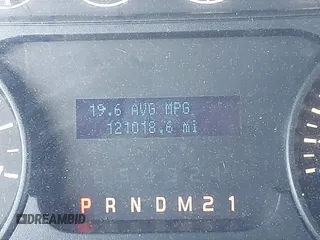 19.6 AVG MPG
121018.6 mi
P R N D M 2 1
DREAMBID